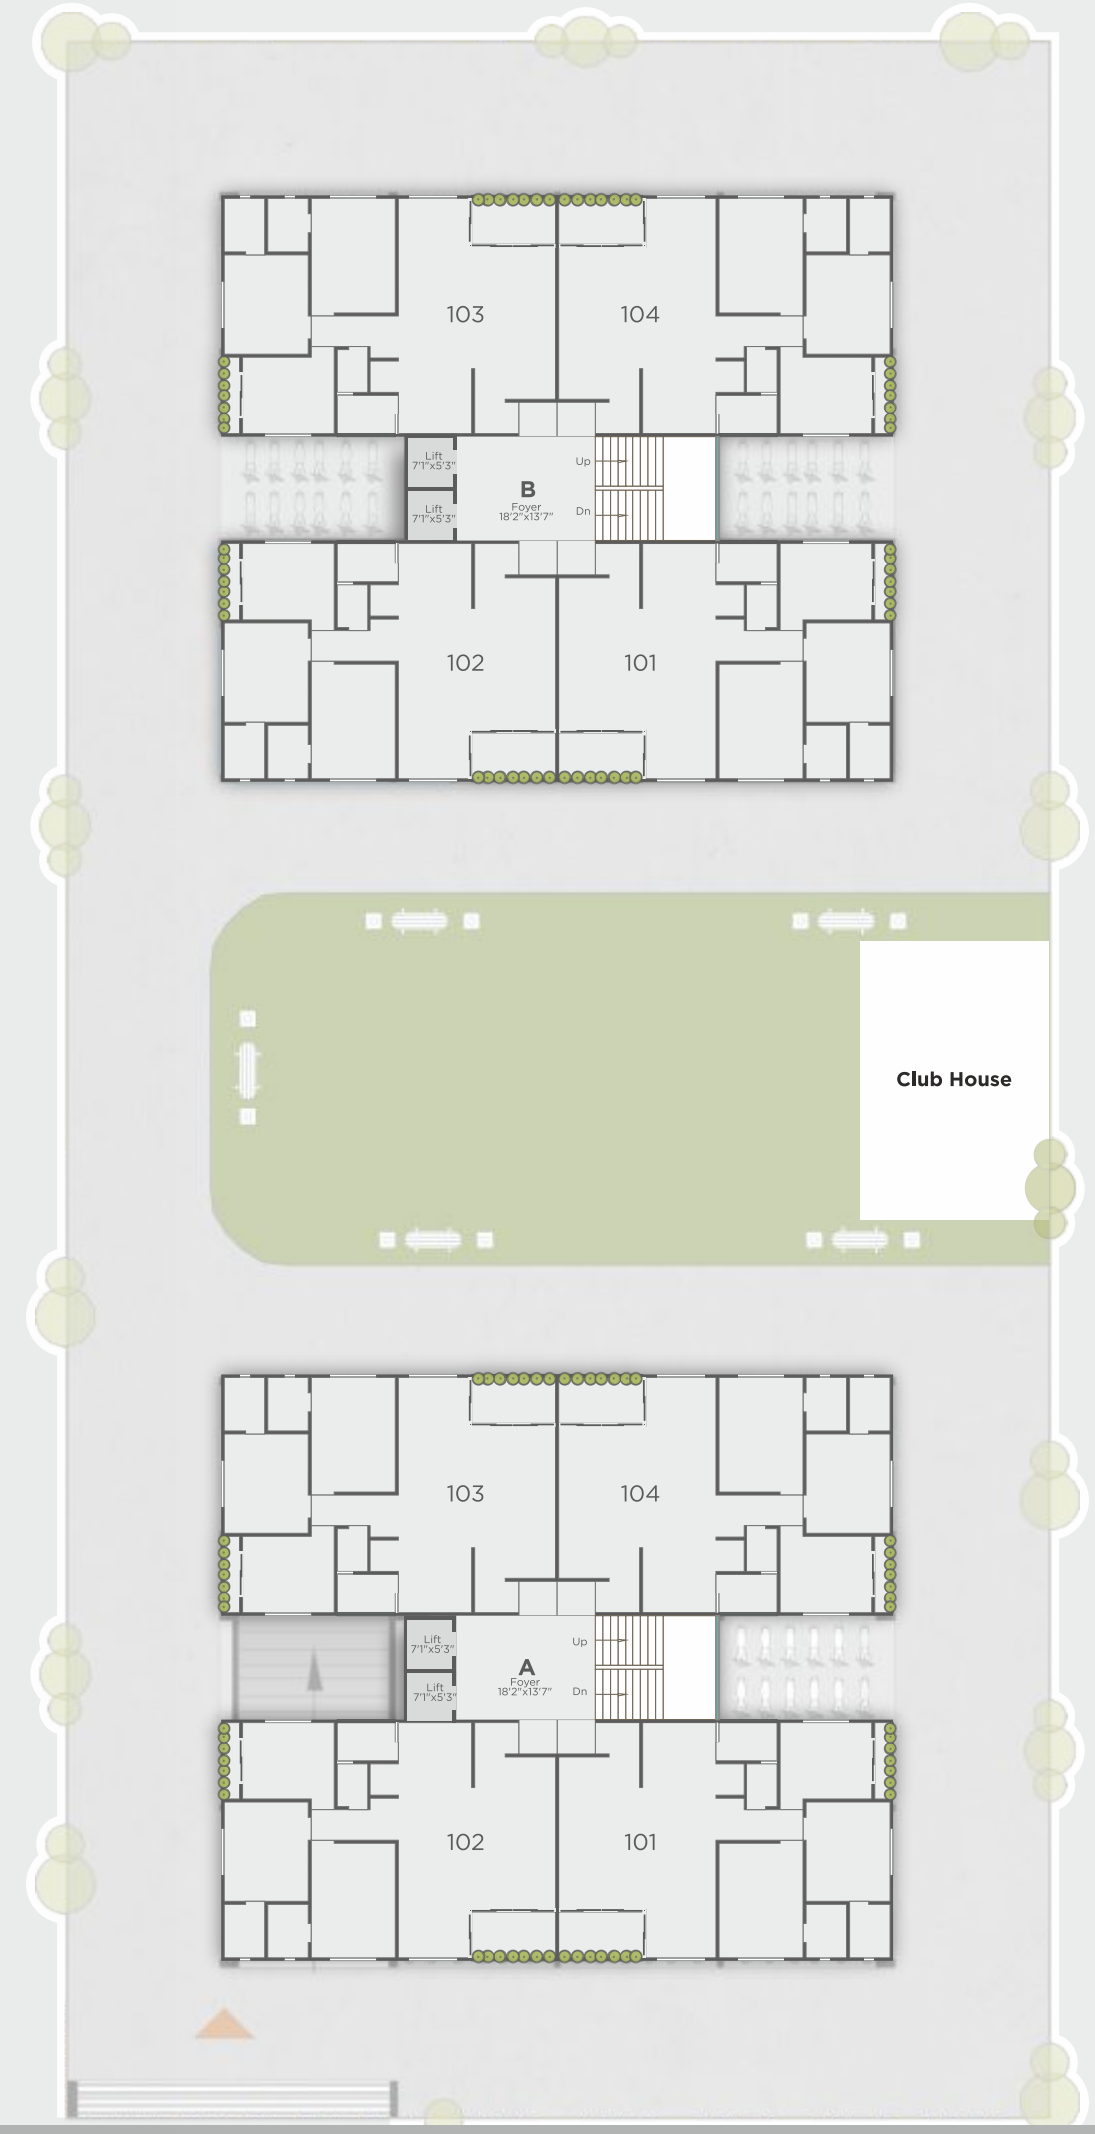 103
104
Lift
7'1"x5'3"
Up
B
Foyer
18'2"x13'7"
Lift
7'1"x5'3"
Dn
102
101
Club House
103
104
Lift
7'1"x5'3"
Up
A
Foyer
18'2"x13'7"
Lift
7'1"x5'3"
Dn
102
101